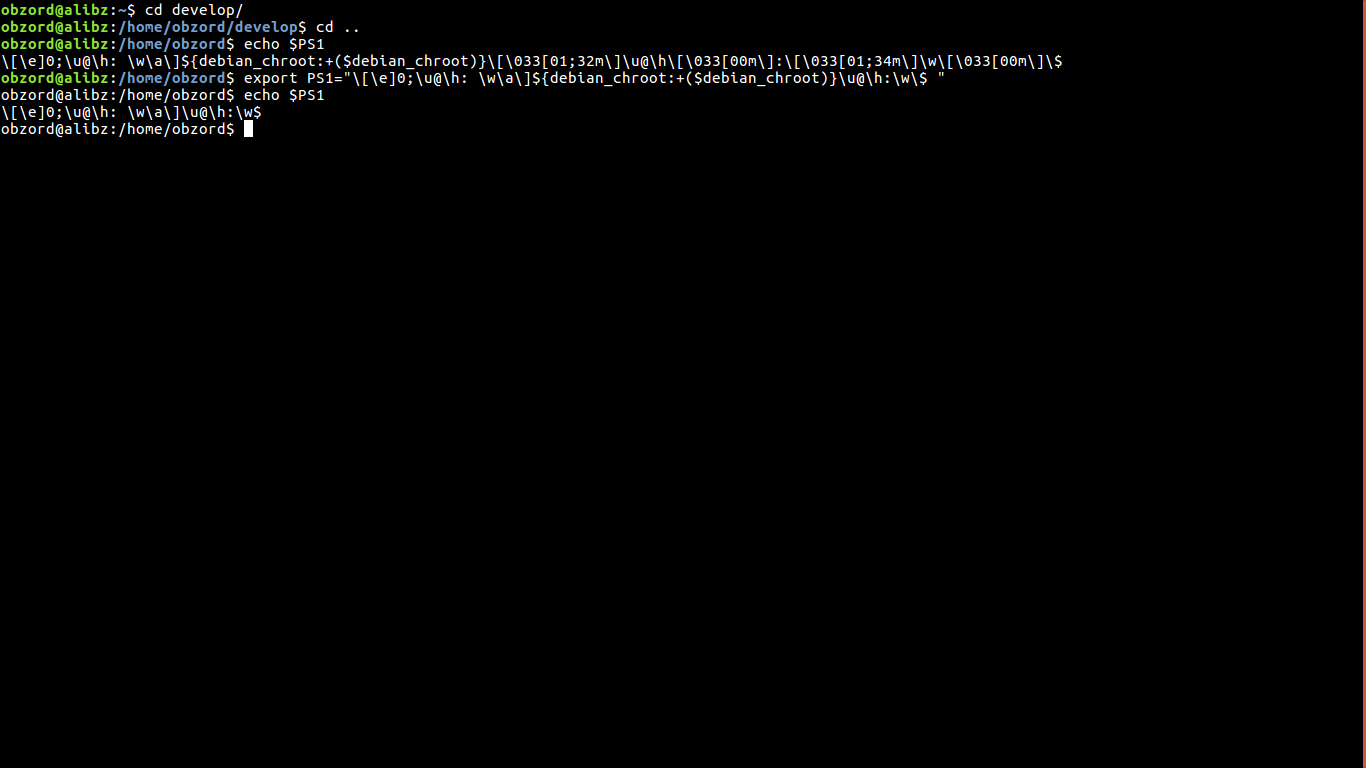 obzord@alibz:~$ cd develop/
obzord@alibz:/home/obzord/develop$ cd ..
obzord@alibz:/home/obzord$ echo $PS1
\[\e]0;\u@\h: \w\a\]${debian_chroot:+($debian_chroot)}\[\033[01;32m\]\u@\h\[\033[00m\]:\[\033[01;34m\]\w\[\033[00m\]\$
obzord@alibz:/home/obzord$ export PS1="\[\e]0;\u@\h: \w\a\]${debian_chroot:+($debian_chroot)}\u@\h:\w\$ "
obzord@alibz:/home/obzord$ echo $PS1
\[\e]0;\u@\h: \w\a\]\u@\h:\w$
obzord@alibz:/home/obzord$